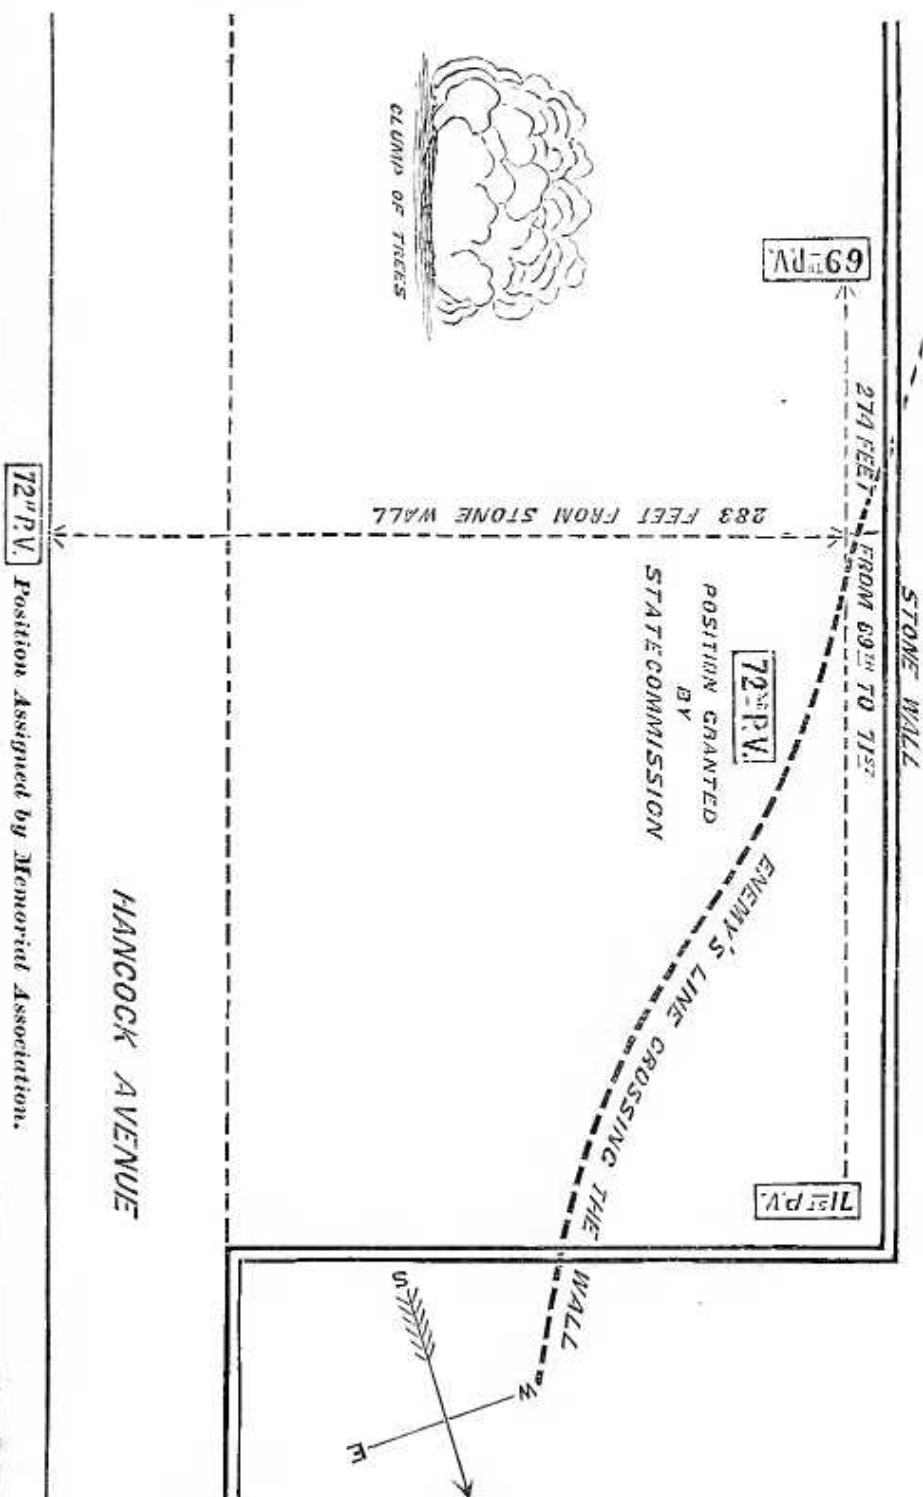 STONE WALL
69TH P.V.
274 FEET FROM 69TH TO 71ST
71ST P.V.
CLUMP OF TREES
283 FEET FROM STONE WALL
72ND P.V.
POSITION GRANTED
BY
STATE COMMISSION
ENEMY'S LINE CROSSING THE WALL
S
W
E
HANCOCK AVENUE
72ND P.V. Position Assigned by Memorial Association.